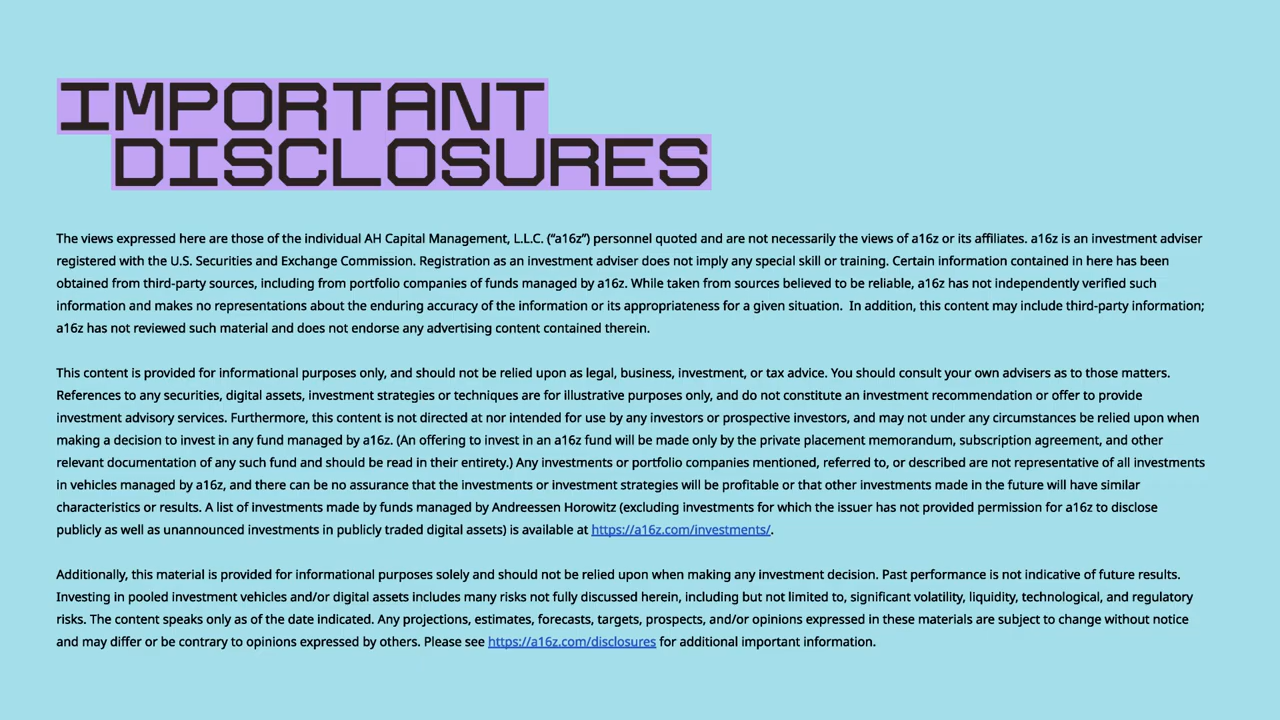 IMPORTANT
DISCLOSURES
The views expressed here are those of the individual AH Capital Management, L.L.C. (“a16z”) personnel quoted and are not necessarily the views of a16z or its affiliates. a16z is an investment adviser
registered with the U.S. Securities and Exchange Commission. Registration as an investment adviser does not imply any special skill or training. Certain information contained in here has been
obtained from third-party sources, including from portfolio companies of funds managed by a16z. While taken from sources believed to be reliable, a16z has not independently verified such
information and makes no representations about the enduring accuracy of the information or its appropriateness for a given situation.  In addition, this content may include third-party information;
a16z has not reviewed such material and does not endorse any advertising content contained therein.
This content is provided for informational purposes only, and should not be relied upon as legal, business, investment, or tax advice. You should consult your own advisers as to those matters.
References to any securities, digital assets, investment strategies or techniques are for illustrative purposes only, and do not constitute an investment recommendation or offer to provide
investment advisory services. Furthermore, this content is not directed at nor intended for use by any investors or prospective investors, and may not under any circumstances be relied upon when
making a decision to invest in any fund managed by a16z. (An offering to invest in an a16z fund will be made only by the private placement memorandum, subscription agreement, and other
relevant documentation of any such fund and should be read in their entirety.) Any investments or portfolio companies mentioned, referred to, or described are not representative of all investments
in vehicles managed by a16z, and there can be no assurance that the investments or investment strategies will be profitable or that other investments made in the future will have similar
characteristics or results. A list of investments made by funds managed by Andreessen Horowitz (excluding investments for which the issuer has not provided permission for a16z to disclose
publicly as well as unannounced investments in publicly traded digital assets) is available at https://a16z.com/investments/.
Additionally, this material is provided for informational purposes solely and should not be relied upon when making any investment decision. Past performance is not indicative of future results.
Investing in pooled investment vehicles and/or digital assets includes many risks not fully discussed herein, including but not limited to, significant volatility, liquidity, technological, and regulatory
risks. The content speaks only as of the date indicated. Any projections, estimates, forecasts, targets, prospects, and/or opinions expressed in these materials are subject to change without notice
and may differ or be contrary to opinions expressed by others. Please see https://a16z.com/disclosures for additional important information.